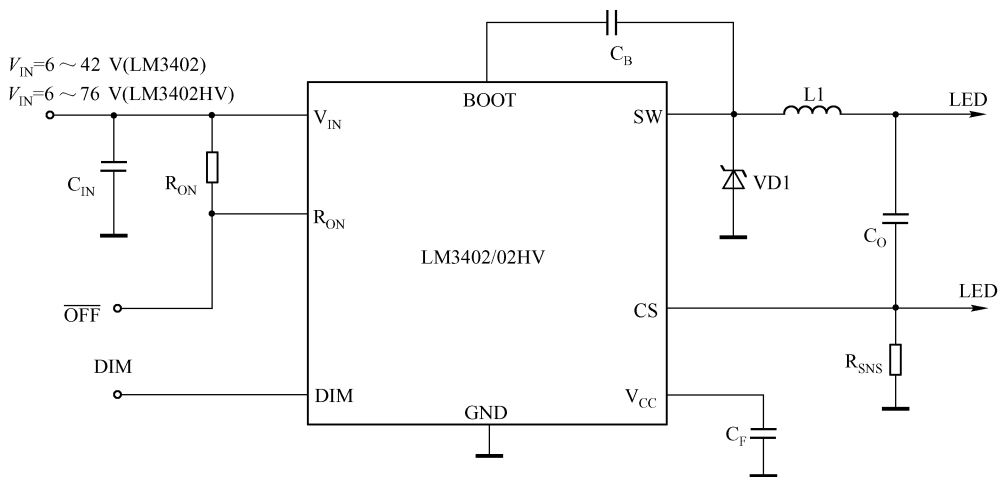 V_IN=6～42 V(LM3402)
V_IN=6～76 V(LM3402HV)
C_B
BOOT
L1
LED
V_IN
SW
C_IN
R_ON
VD1
R_ON
C_O
LM3402/02HV
OFF
CS
LED
DIM
R_SNS
DIM
V_CC
GND
C_F